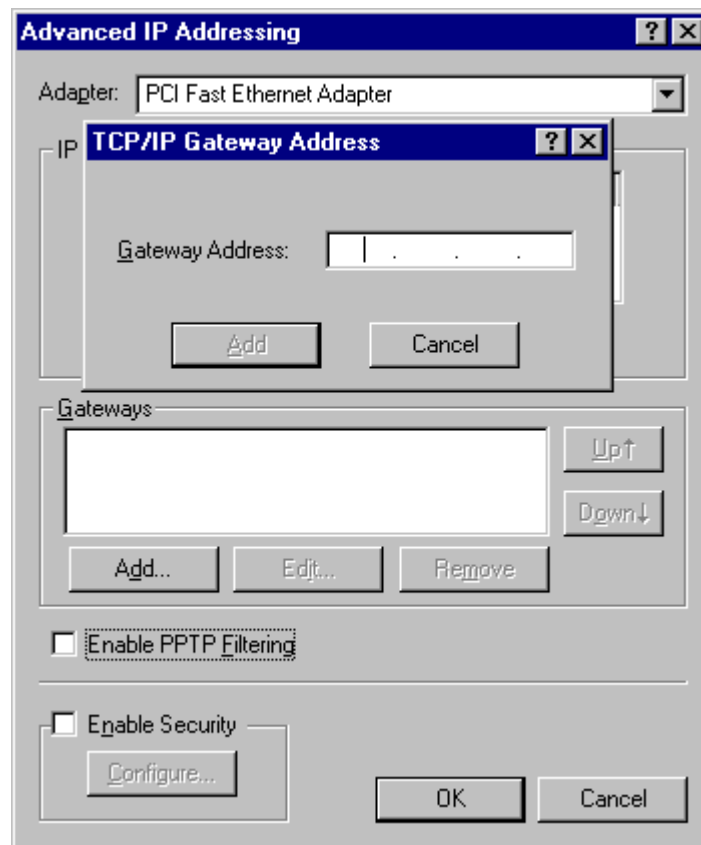 Advanced IP Addressing
Adapter: PCI Fast Ethernet Adapter
IP
TCP/IP Gateway Address
Gateway Address: . . .
Add Cancel
Gateways
Up↑
Down↓
Add... Edit... Remove
Enable PPTP Filtering
Enable Security
Configure...
OK Cancel